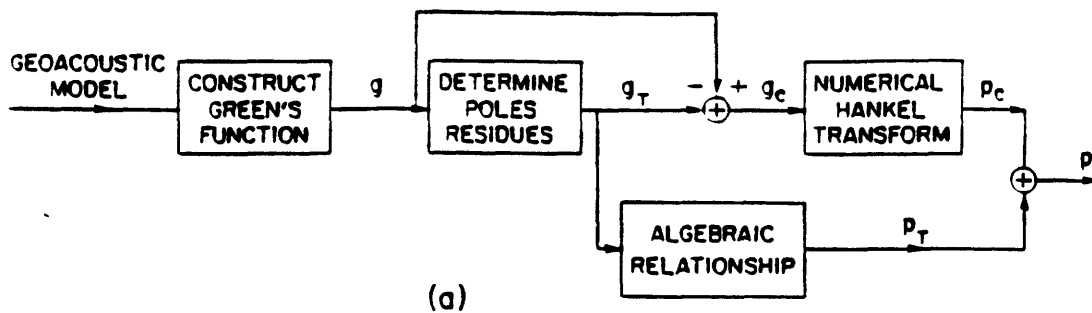 GEOACOUSTIC
MODEL
CONSTRUCT
GREEN'S
FUNCTION
g
DETERMINE
POLES
RESIDUES
g_T
- +
g_C
NUMERICAL
HANKEL
TRANSFORM
p_C
+
+
p
ALGEBRAIC
RELATIONSHIP
p_T
(a)